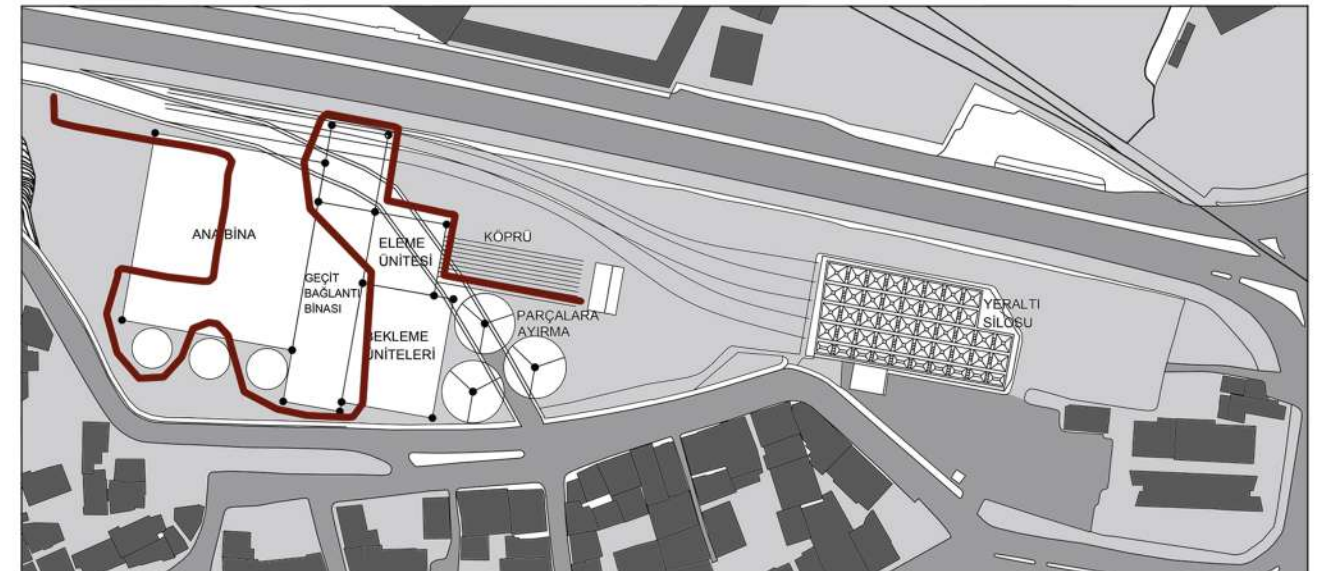 ANA BİNA
GEÇİT
BAĞLANTI
BİNASI
ELEME
ÜNİTESİ
BEKLEME
ÜNİTELERİ
KÖPRÜ
PARÇALARA
AYIRMA
YERALTI
SİLOSU